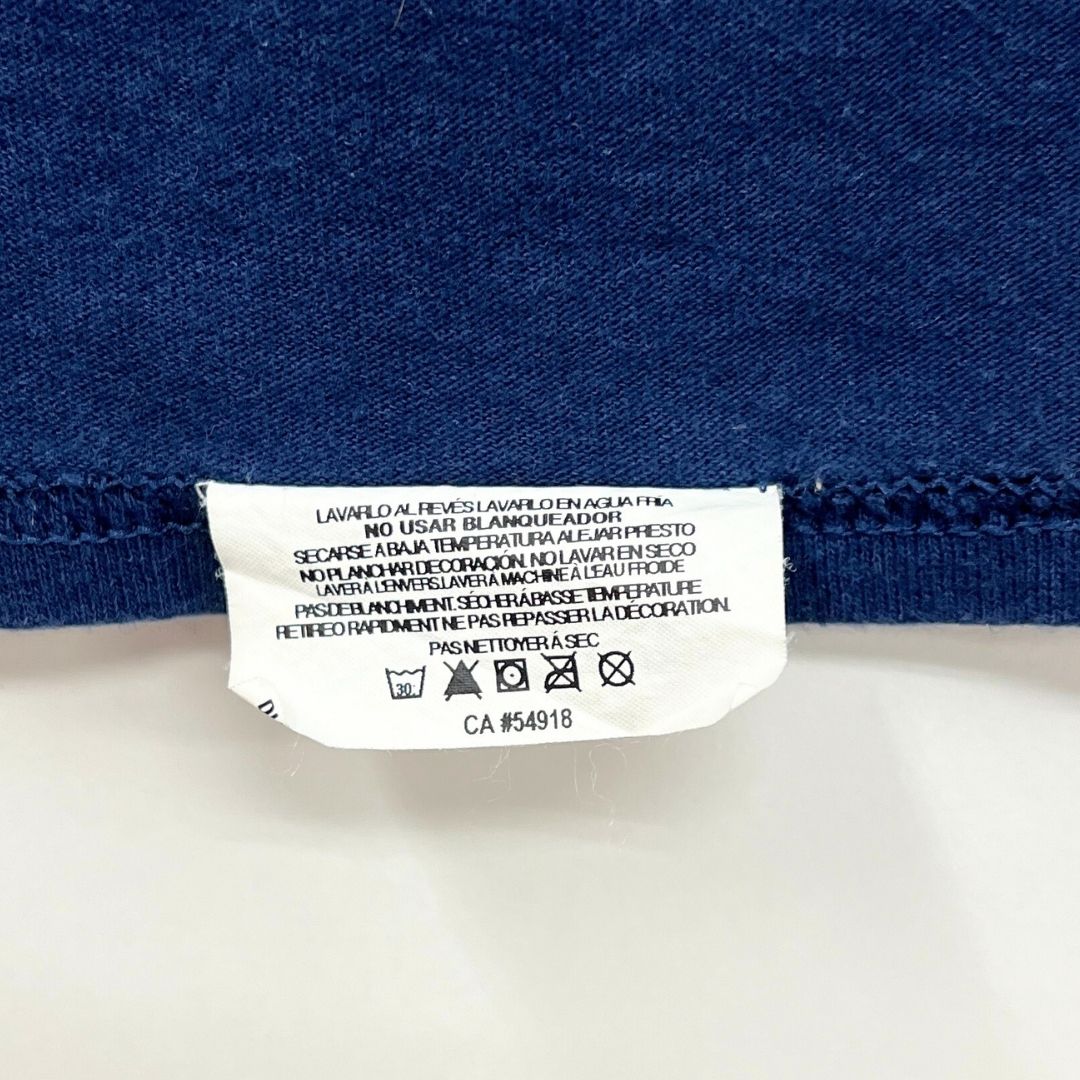 LAVARLO AL REVÉS LAVARLO EN AGUA FRÍA
NO USAR BLANQUEADOR
SECARSE A BAJA TEMPERATURA ALEJAR PRESTO
NO PLANCHAR DECORACIÓN. NO LAVAR EN SECO
LAVER À L'ENVERS.LAVER À MACHINE À L'EAU FROIDE
PAS DE BLANCHIMENT. SÉCHER À BASSE TEMPERATURE
RETIREO RAPIDMENT NE PAS REPASSER LA DÉCORATION.
PAS NETTOYER Á SEC
30
CA #54918